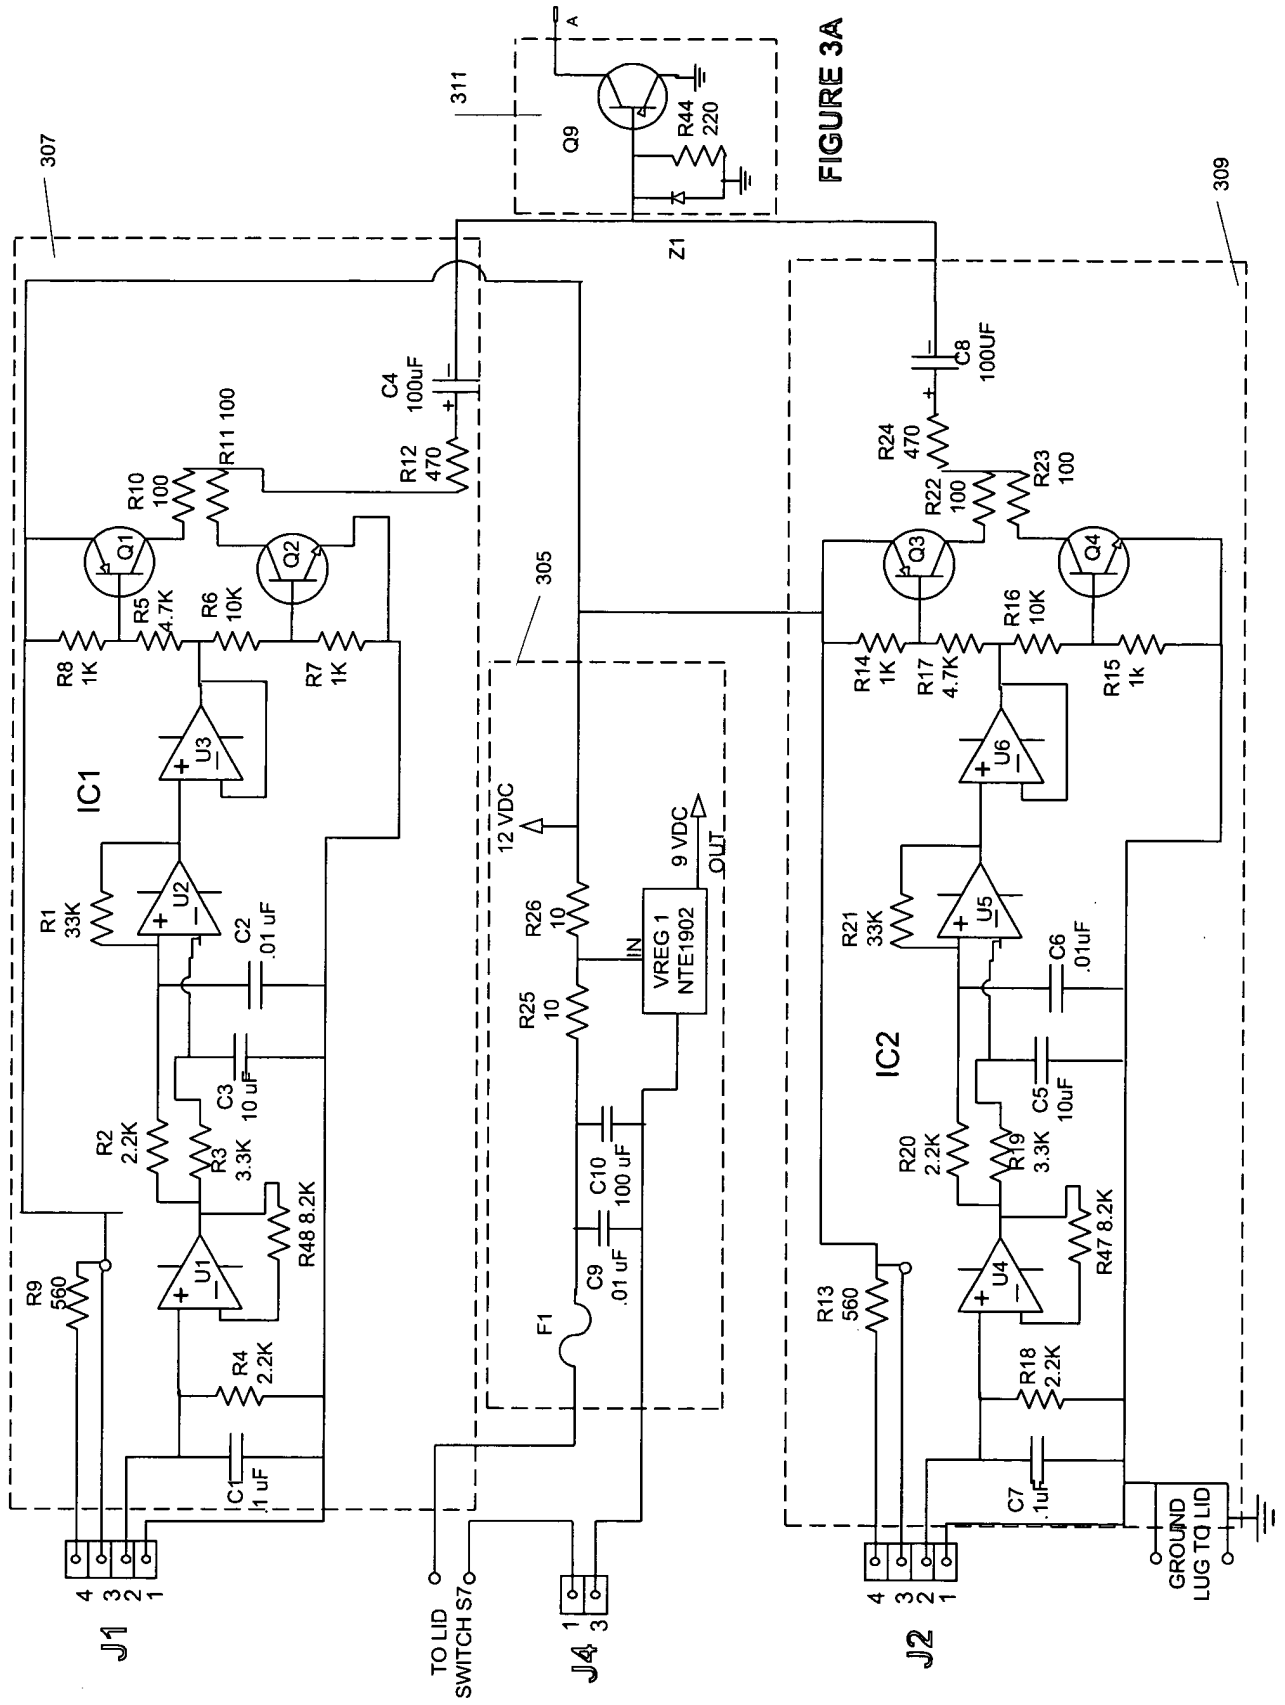 FIGURE 3A
307
J1
4
3
2
1
R9
560
C1
.1 uF
R4
2.2K
+
U1
−
R48 8.2K
R2
2.2K
R3
3.3K
C3
10 uF
C2
.01 uF
R1
33K
+
U2
−
IC1
+
U3
−
R8
1K
R5
4.7K
R6
10K
R7
1K
Q1
Q2
R10
100
R11 100
R12
470
C4
100uF
+
−
311
Q9
A
R44
220
Z1
305
TO LID
SWITCH S7
J4
1
3
F1
C9
.01 uF
C10
100 uF
R25
10
R26
10
IN
VREG 1
NTE1902
12 VDC
9 VDC
OUT
309
J2
4
3
2
1
GROUND
LUG TO LID
R13
560
C7
.1uF
R18
2.2K
+
U4
−
R47 8.2K
R20
2.2K
R19
3.3K
C5
10uF
C6
.01uF
R21
33K
+
U5
−
IC2
+
U6
−
R14
1K
R17
4.7K
R16
10K
R15
1k
Q3
Q4
R22
100
R23
100
R24
470
C8
100UF
+
−